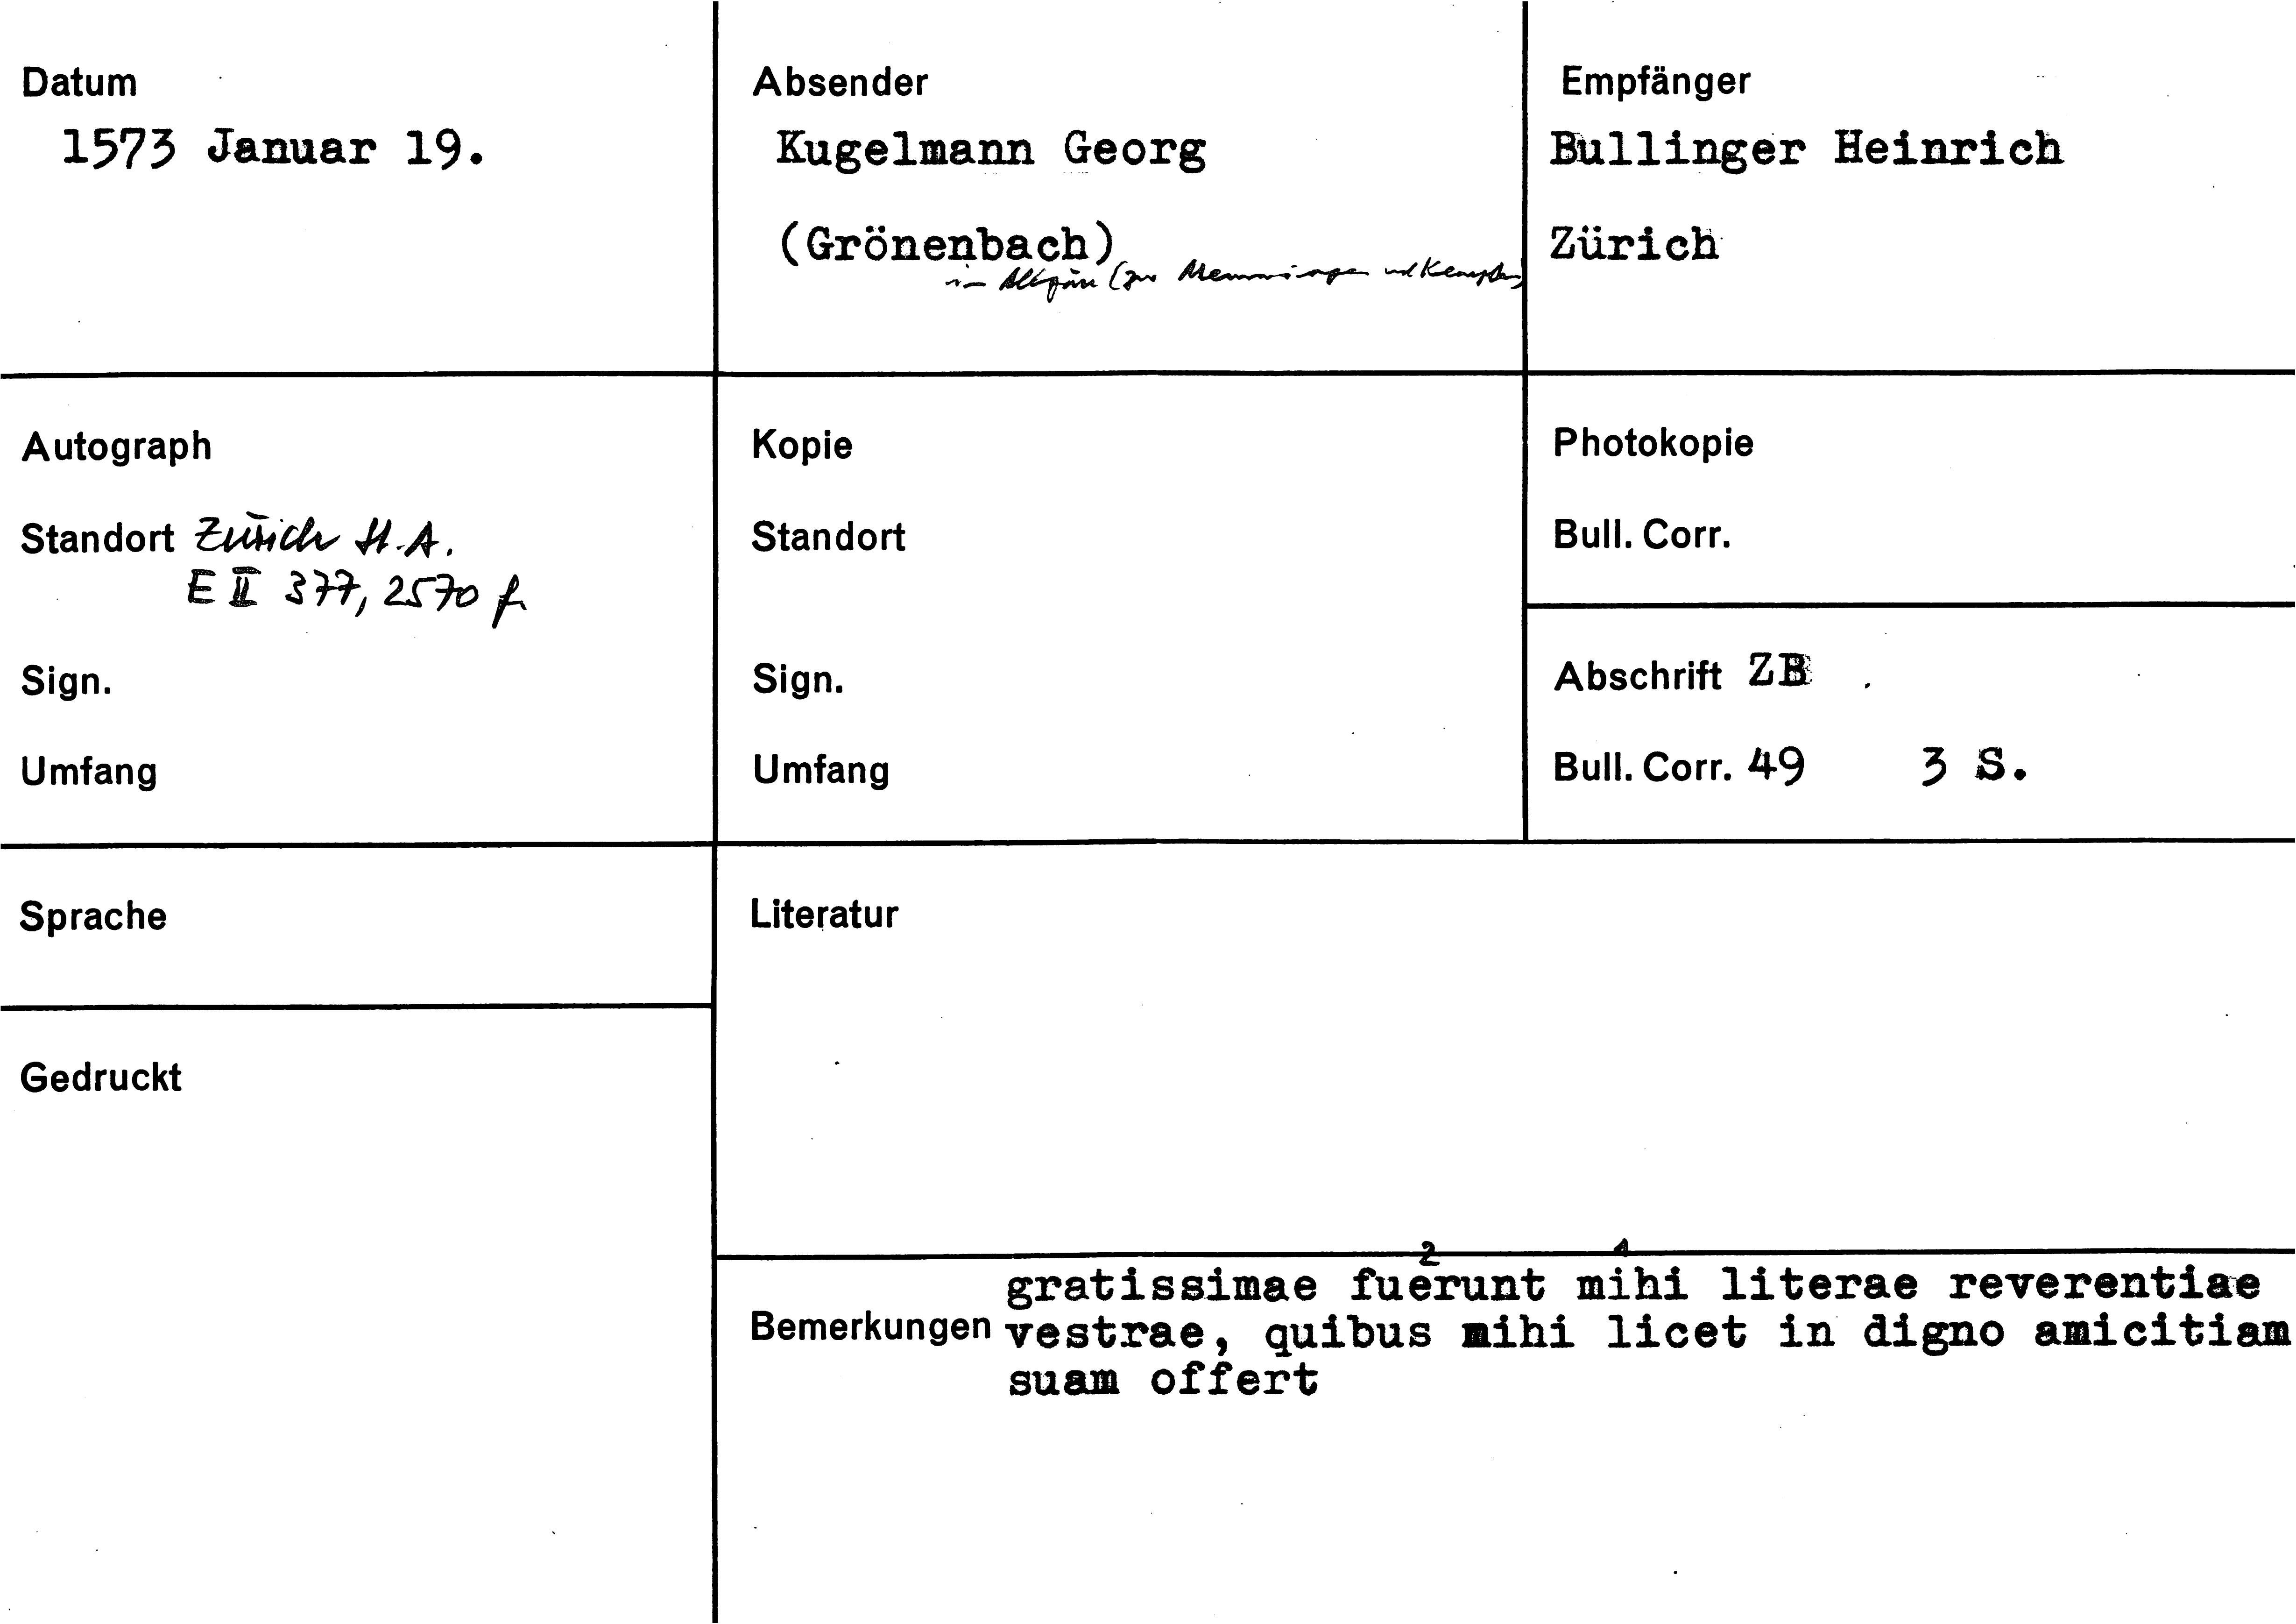 Datum
1573 Januar 19.
Absender
Kugelmann Georg
(Grönenbach)
im Allgäu (zw Memmingen und Kempten)
Empfänger
Bullinger Heinrich
Zürich
Autograph
Standort Zürich StA.
E II 377, 2570 f.
Sign.
Umfang
Kopie
Standort
Sign.
Umfang
Photokopie
Bull. Corr.
Abschrift ZB
Bull. Corr. 49 3 S.
Sprache
Gedruckt
Literatur
2 1
gratissimae fuerunt mihi literae reverentiae
Bemerkungen vestrae, quibus mihi licet in digno amicitiam
suam offert